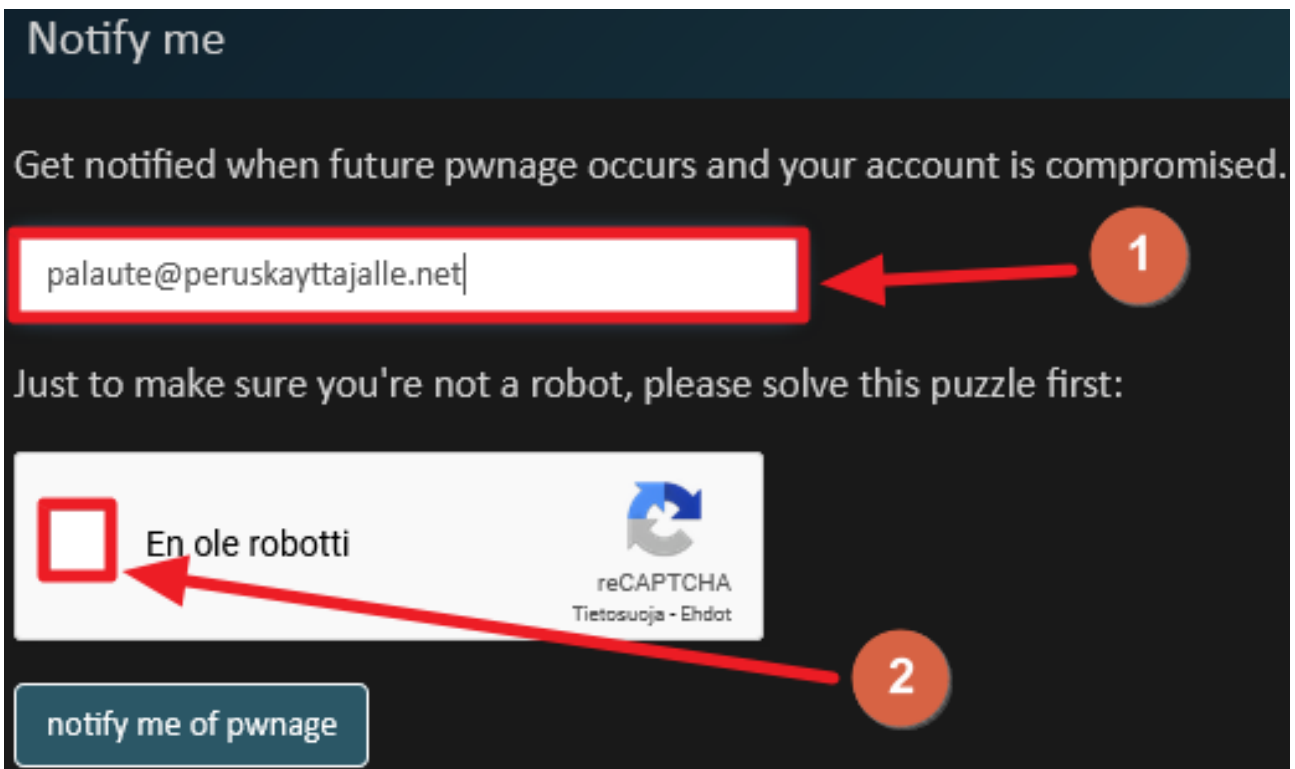 Notify me
Get notified when future pwnage occurs and your account is compromised.
1
palaute@peruskayttajalle.net
Just to make sure you're not a robot, please solve this puzzle first:
En ole robotti
reCAPTCHA
Tietosuoja - Ehdot
2
notify me of pwnage